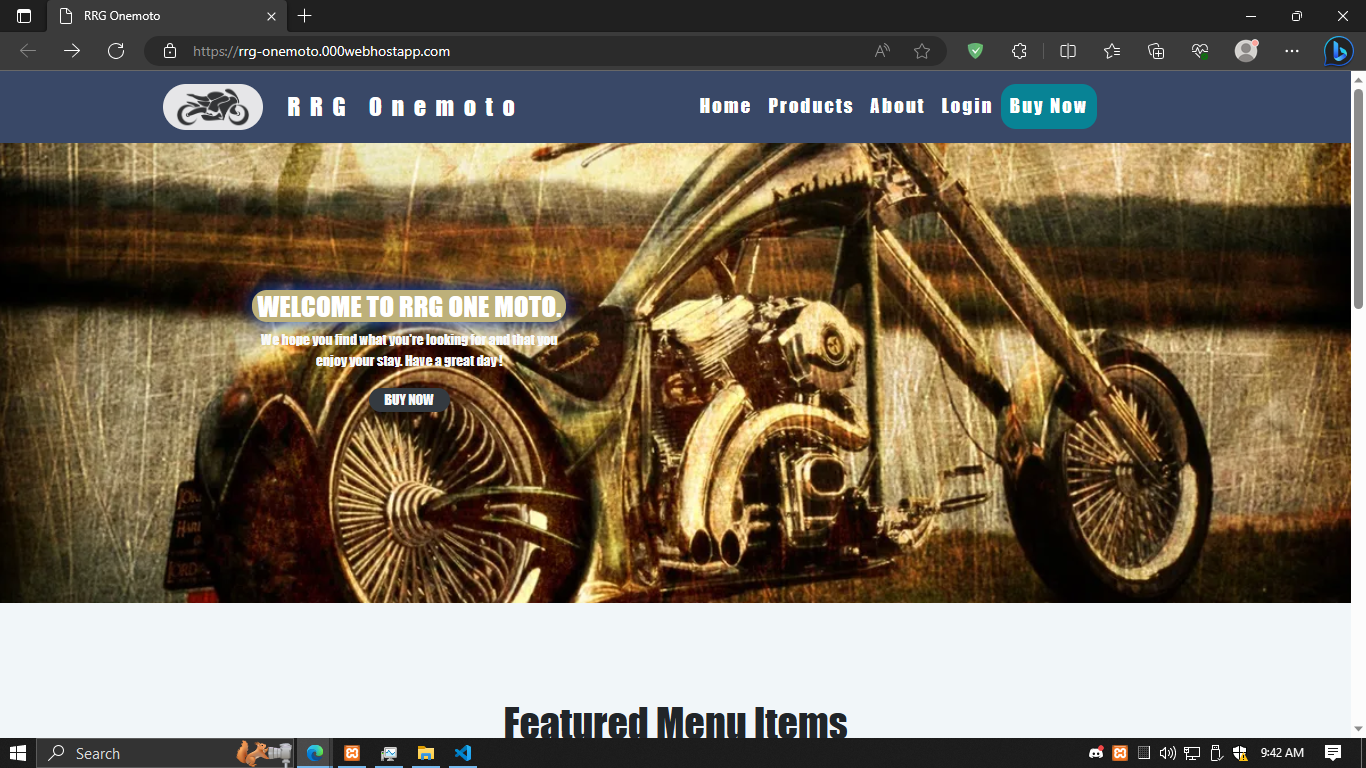 RRG Onemoto
https://rrg-onemoto.000webhostapp.com
RRG Onemoto
Home Products About Login Buy Now
WELCOME TO RRG ONE MOTO.
We hope you find what you're looking for and that you
enjoy your stay. Have a great day !
BUY NOW
Featured Menu Items
Search
9:42 AM